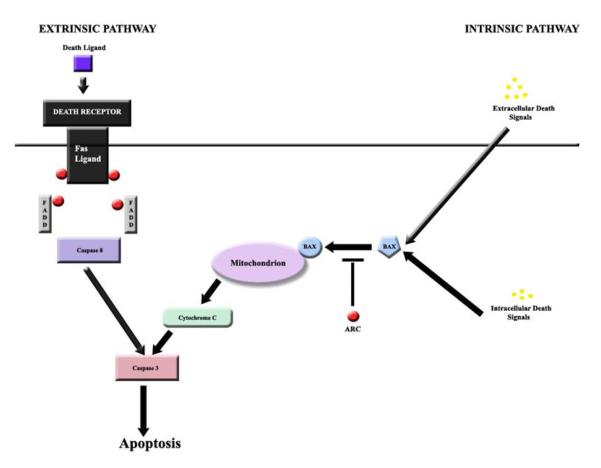 EXTRINSIC PATHWAY
INTRINSIC PATHWAY
Death Ligand
DEATH RECEPTOR
Extracellular Death
Signals
Fas
Ligand
FADD
FADD
Caspase 8
BAX
BAX
Mitochondrion
Cytochrome C
ARC
Intracellular Death
Signals
Caspase 3
Apoptosis